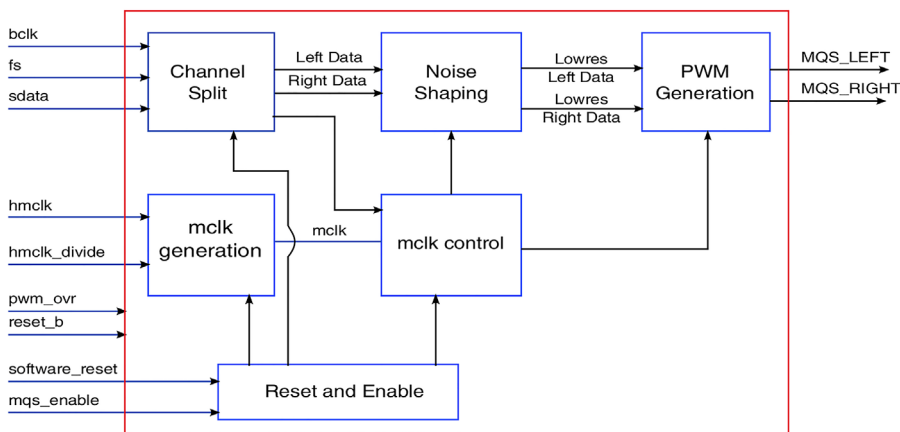 bclk
fs
sdata
Channel
Split
Left Data
Right Data
Noise
Shaping
Lowres
Left Data
Lowres
Right Data
PWM
Generation
MQS_LEFT
MQS_RIGHT
hmclk
hmclk_divide
mclk
generation
mclk
mclk control
pwm_ovr
reset_b
software_reset
mqs_enable
Reset and Enable